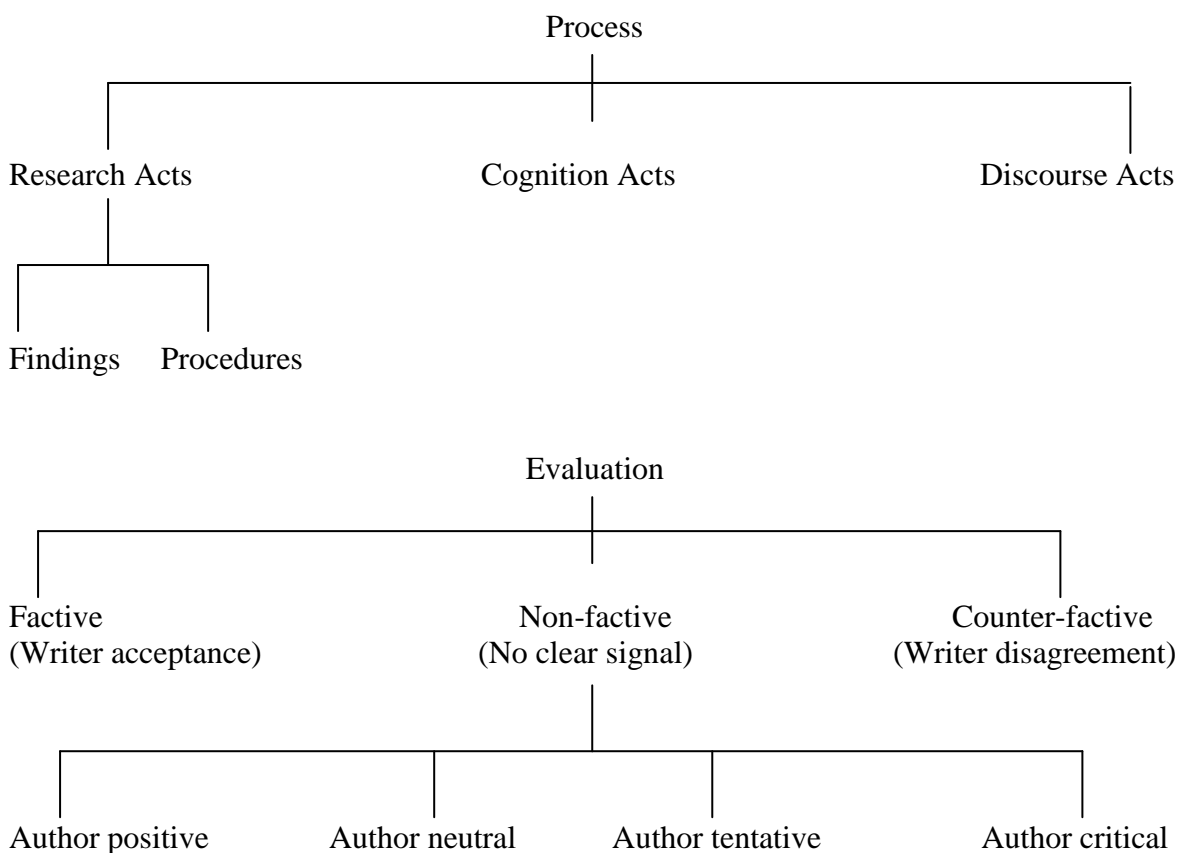 Process
Research Acts Cognition Acts Discourse Acts
Findings Procedures
Evaluation
Factive Non-factive Counter-factive
(Writer acceptance) (No clear signal) (Writer disagreement)
Author positive Author neutral Author tentative Author critical